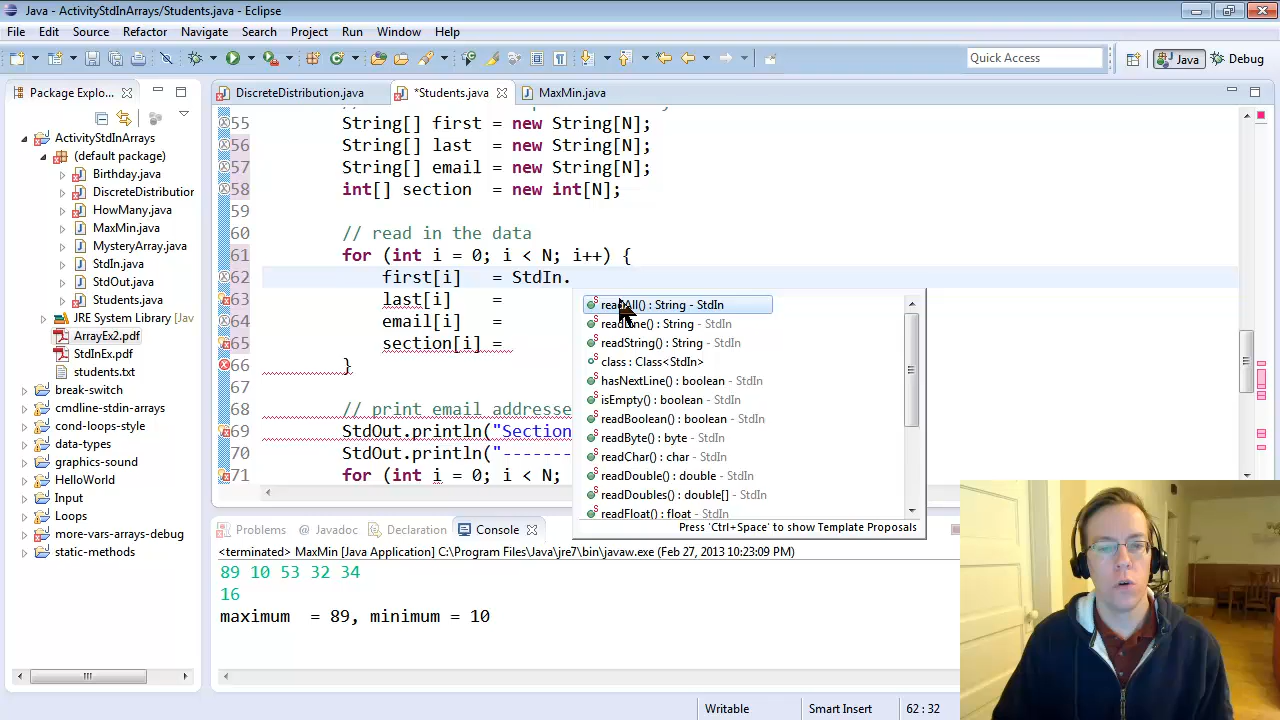 Java - ActivityStdInArrays/Students.java - Eclipse
File Edit Source Refactor Navigate Search Project Run Window Help
Quick Access
Java
Debug
Package Explo...
DiscreteDistribution.java
*Students.java
MaxMin.java
ActivityStdInArrays
(default package)
Birthday.java
DiscreteDistribution
HowMany.java
MaxMin.java
MysteryArray.java
StdIn.java
StdOut.java
Students.java
JRE System Library [Jav
ArrayEx2.pdf
StdInEx.pdf
students.txt
break-switch
cmdline-stdin-arrays
cond-loops-style
data-types
graphics-sound
HelloWorld
Input
Loops
more-vars-arrays-debug
static-methods
55 String[] first = new String[N];
56 String[] last = new String[N];
57 String[] email = new String[N];
58 int[] section = new int[N];
59
60 // read in the data
61 for (int i = 0; i < N; i++) {
62 first[i] = StdIn.
63 last[i] =
64 email[i] =
65 section[i] =
66 }
67
68 // print email addresse
69 StdOut.println("Section
70 StdOut.println("-------
71 for (int i = 0; i < N;
readAll() : String - StdIn
readLine() : String - StdIn
readString() : String - StdIn
class : Class<StdIn>
hasNextLine() : boolean - StdIn
isEmpty() : boolean - StdIn
readBoolean() : boolean - StdIn
readByte() : byte - StdIn
readChar() : char - StdIn
readDouble() : double - StdIn
readDoubles() : double[] - StdIn
readFloat() : float - StdIn
Press 'Ctrl+Space' to show Template Proposals
Problems
Javadoc
Declaration
Console
<terminated> MaxMin [Java Application] C:\Program Files\Java\jre7\bin\javaw.exe (Feb 27, 2013 10:23:09 PM)
89 10 53 32 34
16
maximum = 89, minimum = 10
Writable
Smart Insert
62 : 32